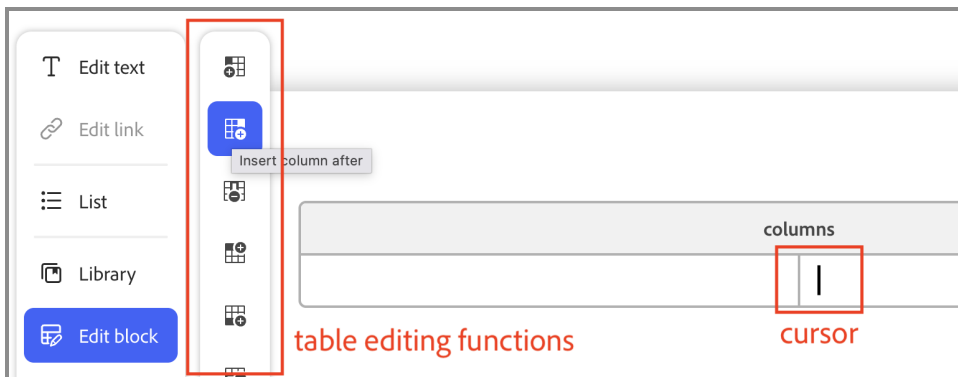 Edit text
Edit link
Insert column after
List
columns
Library
Edit block
table editing functions
cursor